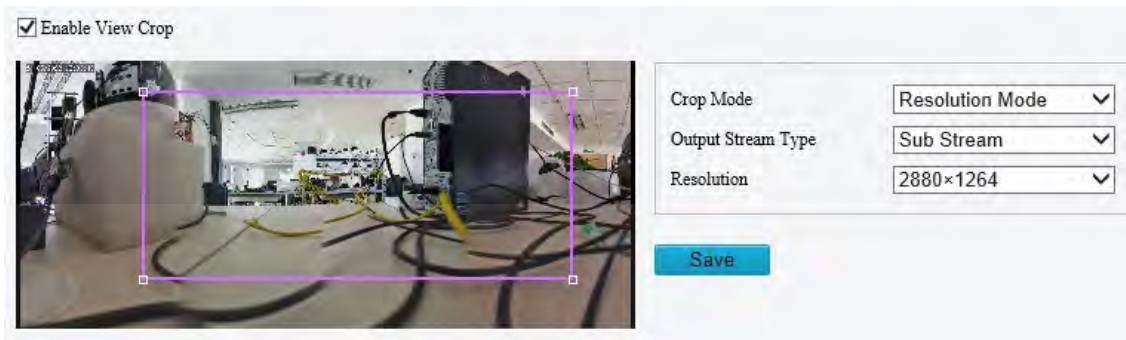 Enable View Crop
Crop Mode
Resolution Mode
Output Stream Type
Sub Stream
Resolution
2880×1264
Save